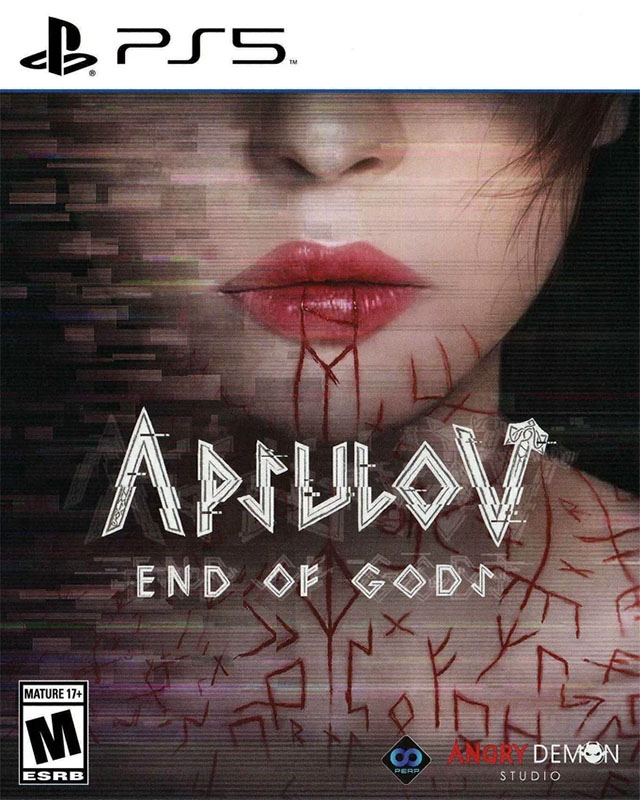 PS5
APSULOV
END OF GODS
MATURE 17+
M
ESRB
PERP
ANGRY DEMON
STUDIO